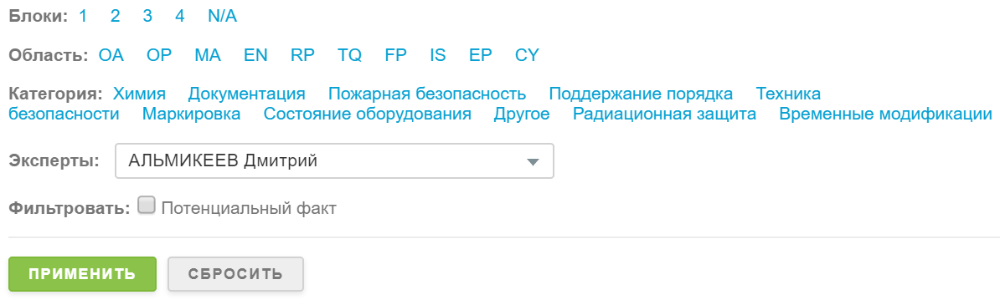 Блоки: 1 2 3 4 N/A
Область: OA OP MA EN RP TQ FP IS EP CY
Категория: Химия Документация Пожарная безопасность Поддержание порядка Техника
безопасности Маркировка Состояние оборудования Другое Радиационная защита Временные модификации
Эксперты: АЛЬМИКЕЕВ Дмитрий
Фильтровать: Потенциальный факт
ПРИМЕНИТЬ СБРОСИТЬ